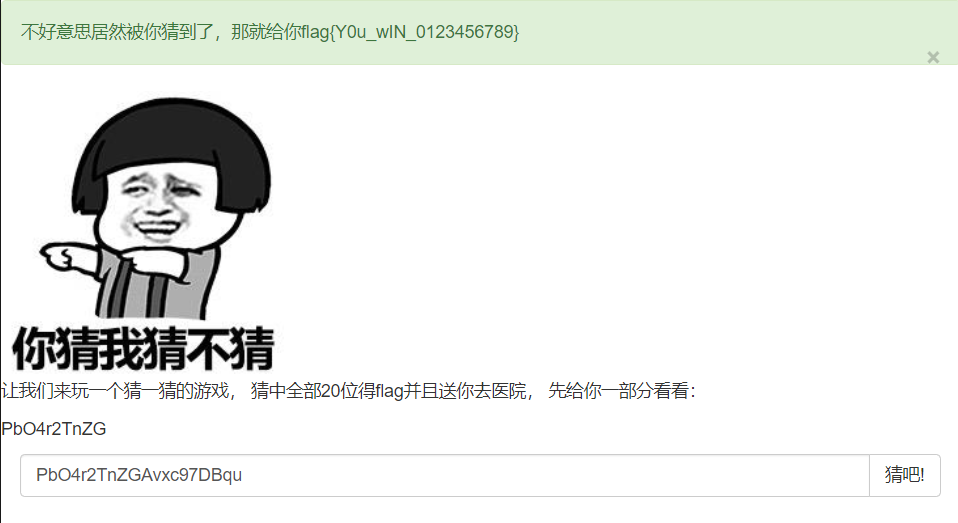 不好意思居然被你猜到了，那就给你flag{Y0u_wIN_0123456789}
×
你猜我猜不猜
让我们来玩一个猜一猜的游戏， 猜中全部20位得flag并且送你去医院， 先给你一部分看看：
PbO4r2TnZG
PbO4r2TnZGAvxc97DBqu 猜吧!